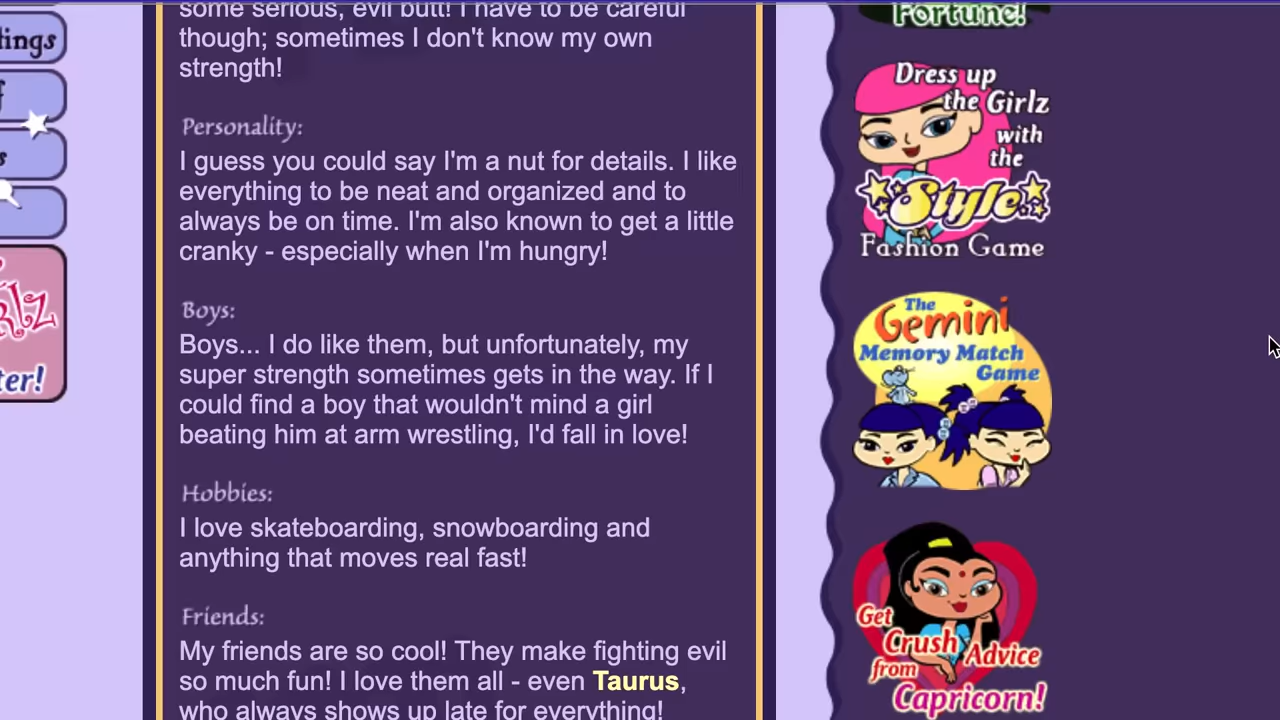 some serious, evil butt! I have to be careful
though; sometimes I don't know my own
strength!
Personality:
I guess you could say I'm a nut for details. I like
everything to be neat and organized and to
always be on time. I'm also known to get a little
cranky - especially when I'm hungry!
Boys:
Boys... I do like them, but unfortunately, my
super strength sometimes gets in the way. If I
could find a boy that wouldn't mind a girl
beating him at arm wrestling, I'd fall in love!
Hobbies:
I love skateboarding, snowboarding and
anything that moves real fast!
Friends:
My friends are so cool! They make fighting evil
so much fun! I love them all - even Taurus,
who always shows up late for everything!
Fortune!
Dress up
the Girlz
with
the
Style
Fashion Game
The
Gemini
Memory Match
Game
Get
Crush Advice
from
Capricorn!